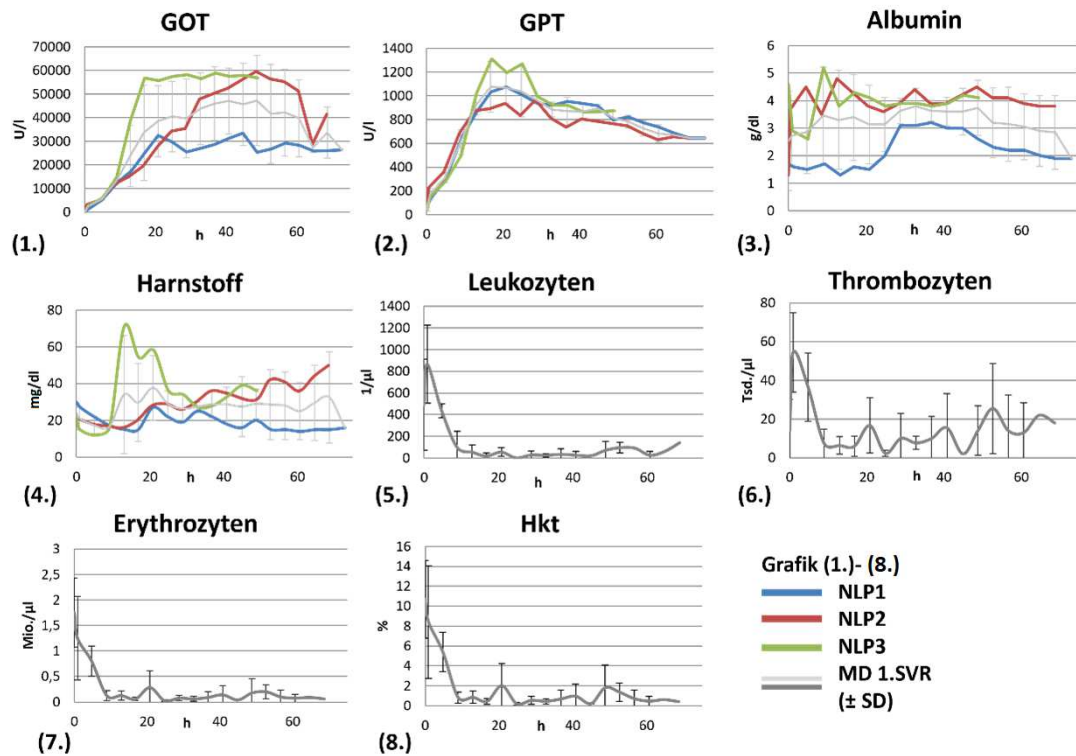 GOT
70000
60000
50000
40000
30000
20000
10000
0
U/l
0 20 h 40 60
(1.)
GPT
1400
1200
1000
800
600
400
200
0
U/l
0 20 h 40 60
(2.)
Albumin
6
5
4
3
2
1
0
g/dl
0 20 h 40 60
(3.)
Harnstoff
80
60
40
20
0
mg/dl
0 20 h 40 60
(4.)
Leukozyten
1400
1200
1000
800
600
400
200
0
1/µl
0 20 h 40 60
(5.)
Thrombozyten
80
60
40
20
0
Tsd./µl
0 20 h 40 60
(6.)
Erythrozyten
3
2,5
2
1,5
1
0,5
0
Mio./µl
0 20 h 40 60
(7.)
Hkt
16
14
12
10
8
6
4
2
0
%
0 20 h 40 60
(8.)
Grafik (1.)- (8.)
NLP1
NLP2
NLP3
MD 1.SVR
(± SD)